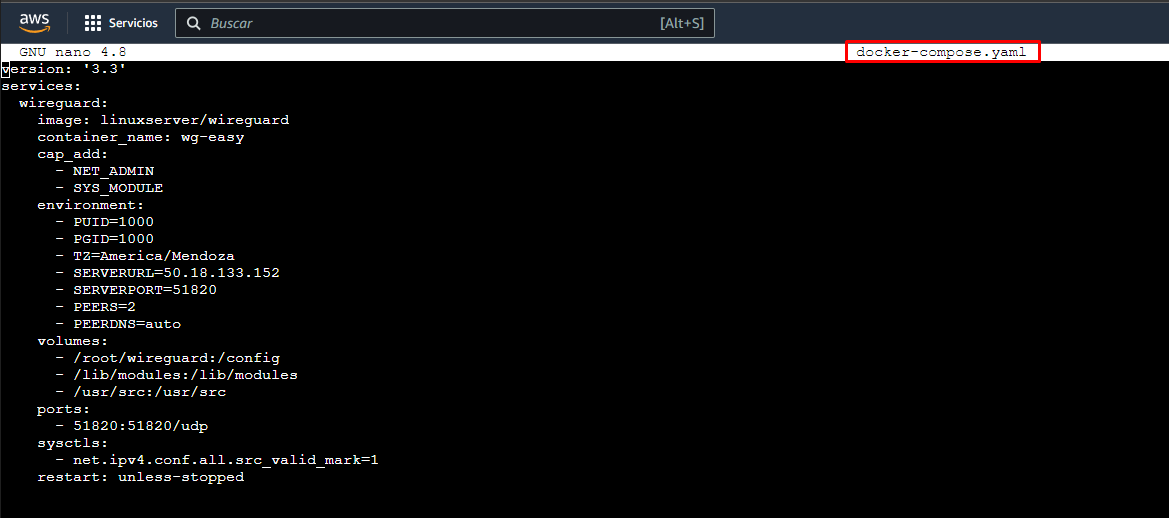 aws
Servicios
Buscar
[Alt+S]
GNU nano 4.8
docker-compose.yaml
version: '3.3'
services:
  wireguard:
    image: linuxserver/wireguard
    container_name: wg-easy
    cap_add:
      - NET_ADMIN
      - SYS_MODULE
    environment:
      - PUID=1000
      - PGID=1000
      - TZ=America/Mendoza
      - SERVERURL=50.18.133.152
      - SERVERPORT=51820
      - PEERS=2
      - PEERDNS=auto
    volumes:
      - /root/wireguard:/config
      - /lib/modules:/lib/modules
      - /usr/src:/usr/src
    ports:
      - 51820:51820/udp
    sysctls:
      - net.ipv4.conf.all.src_valid_mark=1
    restart: unless-stopped